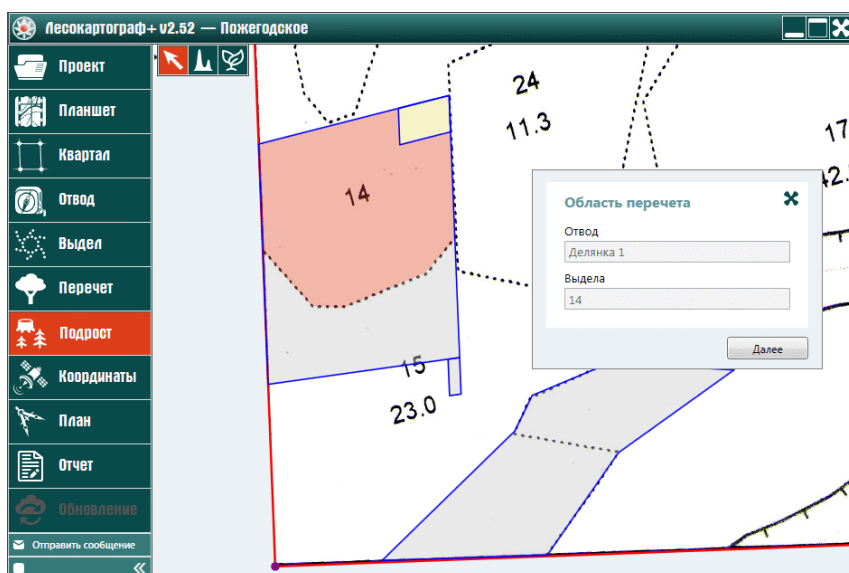 Лесокартограф+ v2.52 — Пожегодское
Проект
Планшет
Квартал
Отвод
Выдел
Перечет
Подрост
Координаты
План
Отчет
Обновление
Отправить сообщение
24
11.3
14
15
23.0
17
42.
Область перечета
Отвод
Делянка 1
Выдела
14
Далее